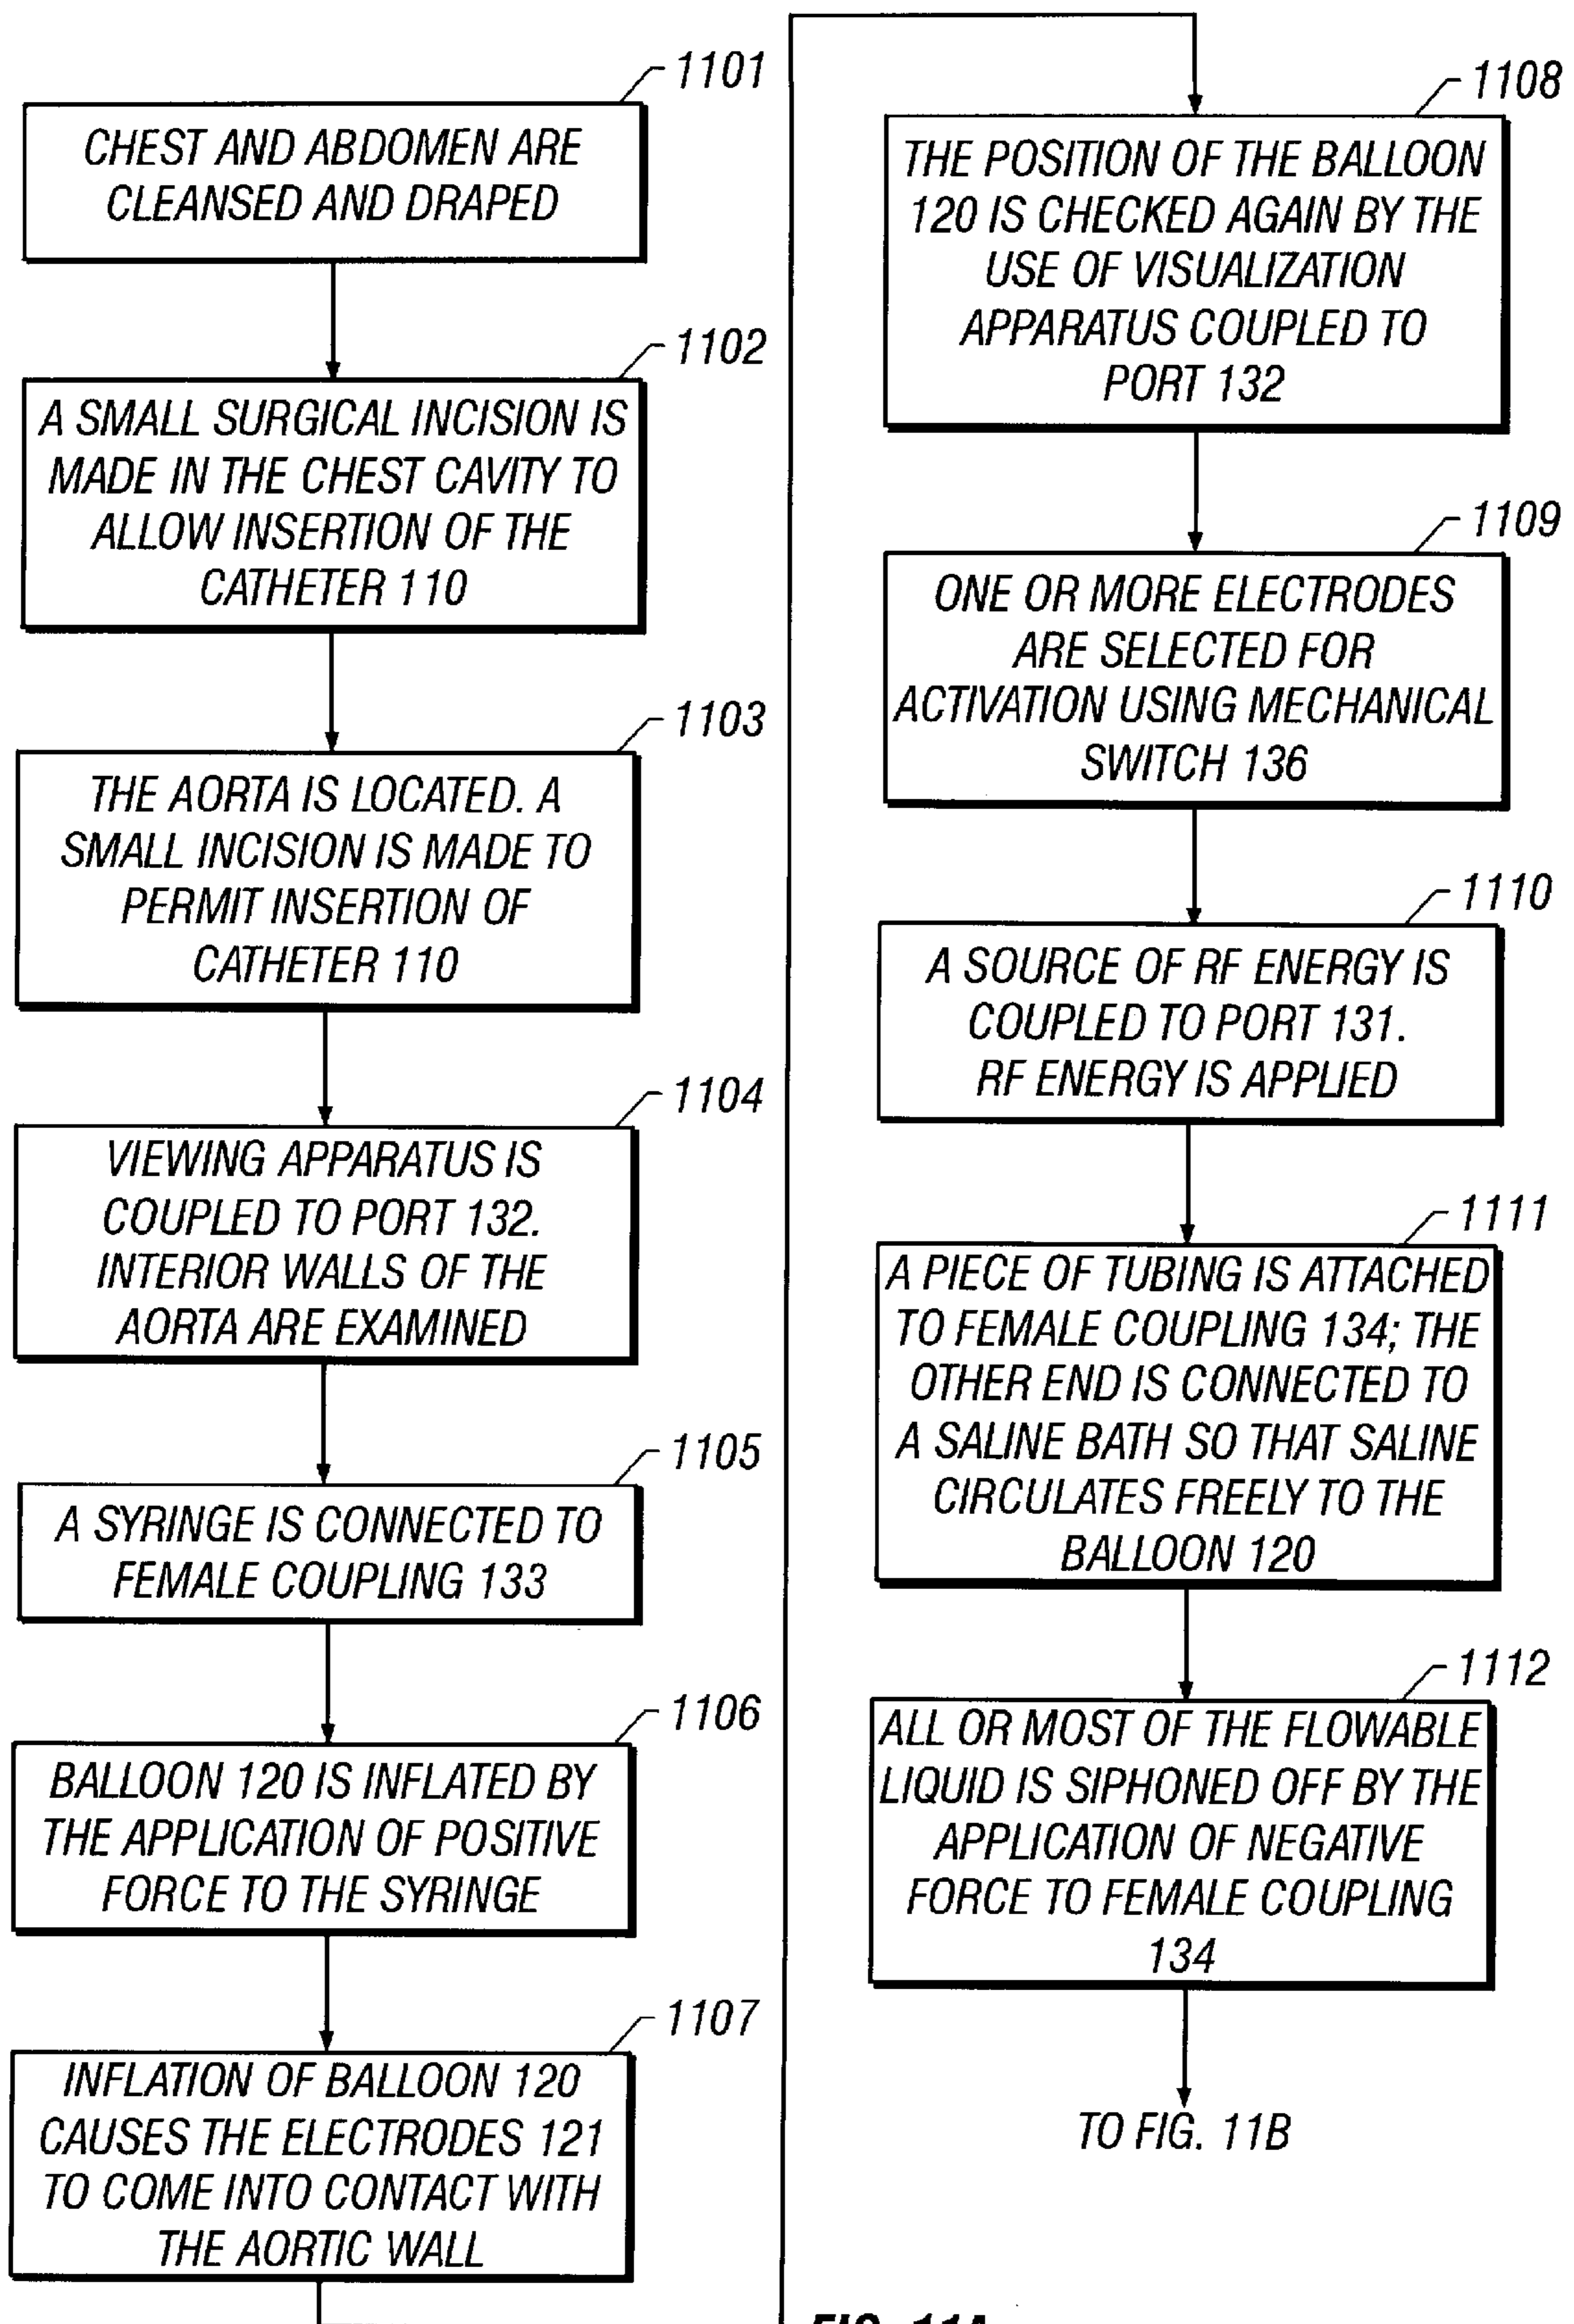 1101
CHEST AND ABDOMEN ARE
CLEANSED AND DRAPED
1102
A SMALL SURGICAL INCISION IS
MADE IN THE CHEST CAVITY TO
ALLOW INSERTION OF THE
CATHETER 110
1103
THE AORTA IS LOCATED. A
SMALL INCISION IS MADE TO
PERMIT INSERTION OF
CATHETER 110
1104
VIEWING APPARATUS IS
COUPLED TO PORT 132.
INTERIOR WALLS OF THE
AORTA ARE EXAMINED
1105
A SYRINGE IS CONNECTED TO
FEMALE COUPLING 133
1106
BALLOON 120 IS INFLATED BY
THE APPLICATION OF POSITIVE
FORCE TO THE SYRINGE
1107
INFLATION OF BALLOON 120
CAUSES THE ELECTRODES 121
TO COME INTO CONTACT WITH
THE AORTIC WALL
1108
THE POSITION OF THE BALLOON
120 IS CHECKED AGAIN BY THE
USE OF VISUALIZATION
APPARATUS COUPLED TO
PORT 132
1109
ONE OR MORE ELECTRODES
ARE SELECTED FOR
ACTIVATION USING MECHANICAL
SWITCH 136
1110
A SOURCE OF RF ENERGY IS
COUPLED TO PORT 131.
RF ENERGY IS APPLIED
1111
A PIECE OF TUBING IS ATTACHED
TO FEMALE COUPLING 134; THE
OTHER END IS CONNECTED TO
A SALINE BATH SO THAT SALINE
CIRCULATES FREELY TO THE
BALLOON 120
1112
ALL OR MOST OF THE FLOWABLE
LIQUID IS SIPHONED OFF BY THE
APPLICATION OF NEGATIVE
FORCE TO FEMALE COUPLING
134
TO FIG. 11B
FIG. 11A